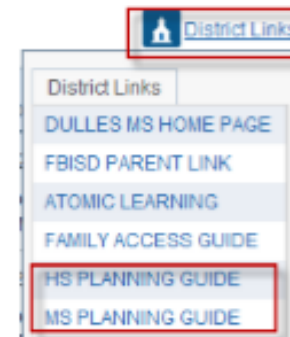 District Links
District Links
DULLES MS HOME PAGE
FBISD PARENT LINK
ATOMIC LEARNING
FAMILY ACCESS GUIDE
HS PLANNING GUIDE
MS PLANNING GUIDE